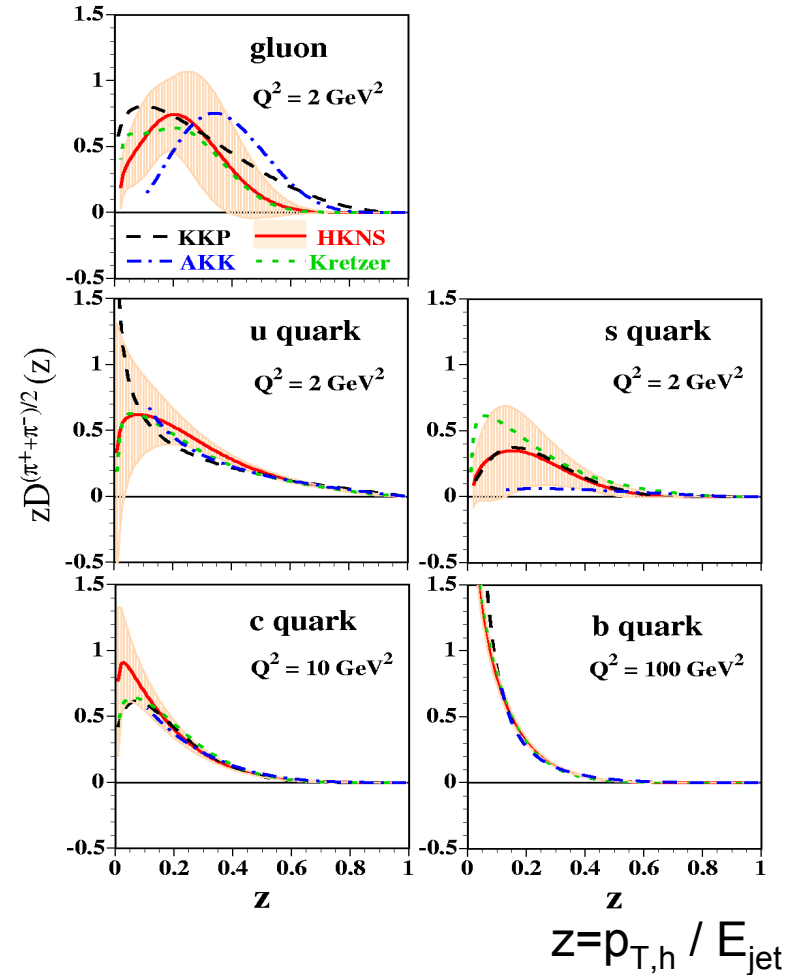 zD^(π⁺+π⁻)/2(z)
1.5
gluon
1
Q² = 2 GeV²
0.5
0
KKP HKNS
AKK Kretzer
-0.5
1.5
u quark
1
Q² = 2 GeV²
0.5
0
-0.5
s quark
Q² = 2 GeV²
1.5
1
0.5
0
-0.5
1.5
c quark
1
Q² = 10 GeV²
0.5
0
-0.5
0 0.2 0.4 0.6 0.8 1
z
1.5
b quark
1
Q² = 100 GeV²
0.5
0
-0.5
0 0.2 0.4 0.6 0.8 1
z
z=p_T,h / E_jet